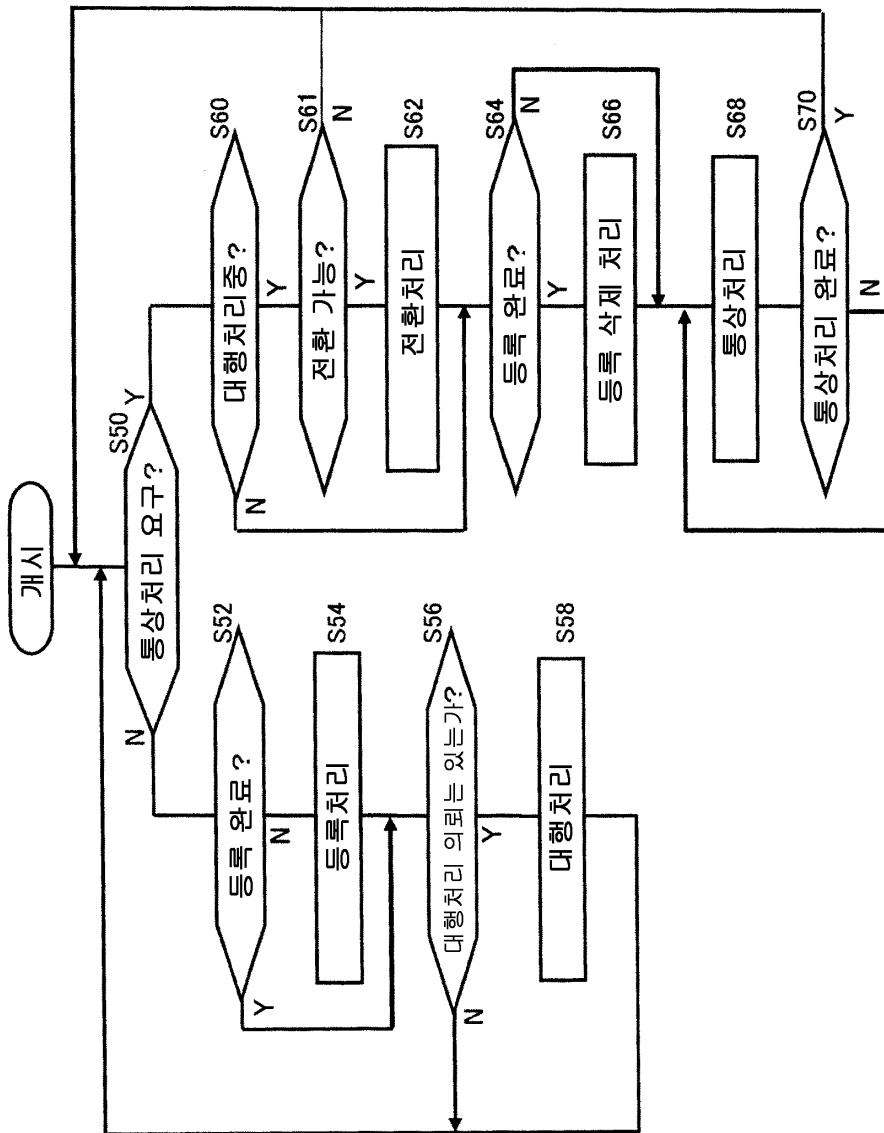 개시
통상처리 요구?
S50
N
Y
등록 완료?
S52
Y
N
등록처리
S54
대행처리 의뢰는 있는가?
S56
N
Y
대행처리
S58
대행처리중?
S60
N
Y
전환 가능?
S61
N
Y
전환처리
S62
등록 완료?
S64
N
Y
등록 삭제 처리
S66
통상처리
S68
통상처리 완료?
S70
Y
N